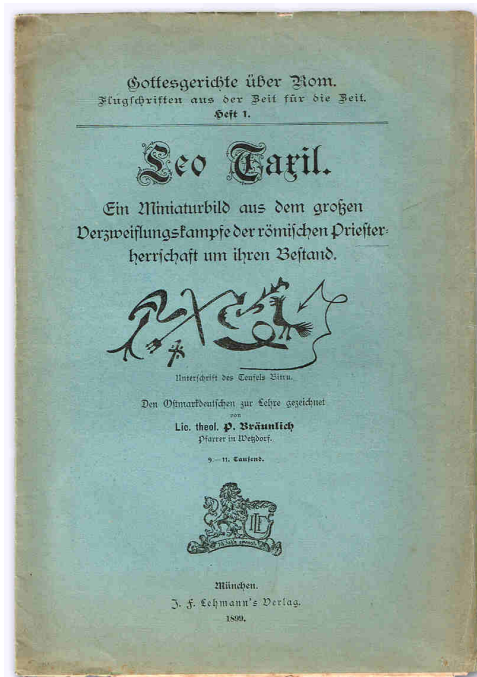 Gottesgerichte über Rom.
Flugschriften aus der Zeit für die Zeit.
Heft 1.
Leo Taxil.
Ein Miniaturbild aus dem großen
Verzweiflungskampfe der römischen Priester-
herrschaft um ihren Bestand.
Unterschrift des Teufels Bitru.
Den Ostmarkdeutschen zur Lehre gezeichnet
von
Lic. theol. P. Bräunlich
Pfarrer in Wetzdorf.
9.–11. Tausend.
München.
J. F. Lehmann's Verlag.
1899.